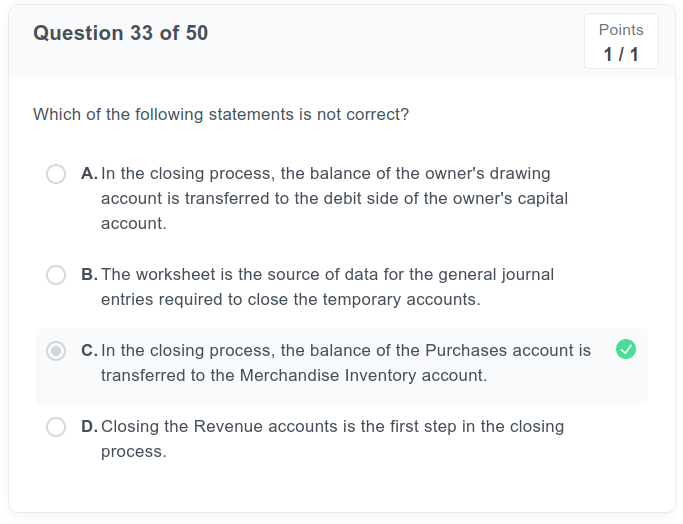 Question 33 of 50
Points
1 / 1
Which of the following statements is not correct?
A. In the closing process, the balance of the owner's drawing
account is transferred to the debit side of the owner's capital
account.
B. The worksheet is the source of data for the general journal
entries required to close the temporary accounts.
C. In the closing process, the balance of the Purchases account is
transferred to the Merchandise Inventory account.
D. Closing the Revenue accounts is the first step in the closing
process.